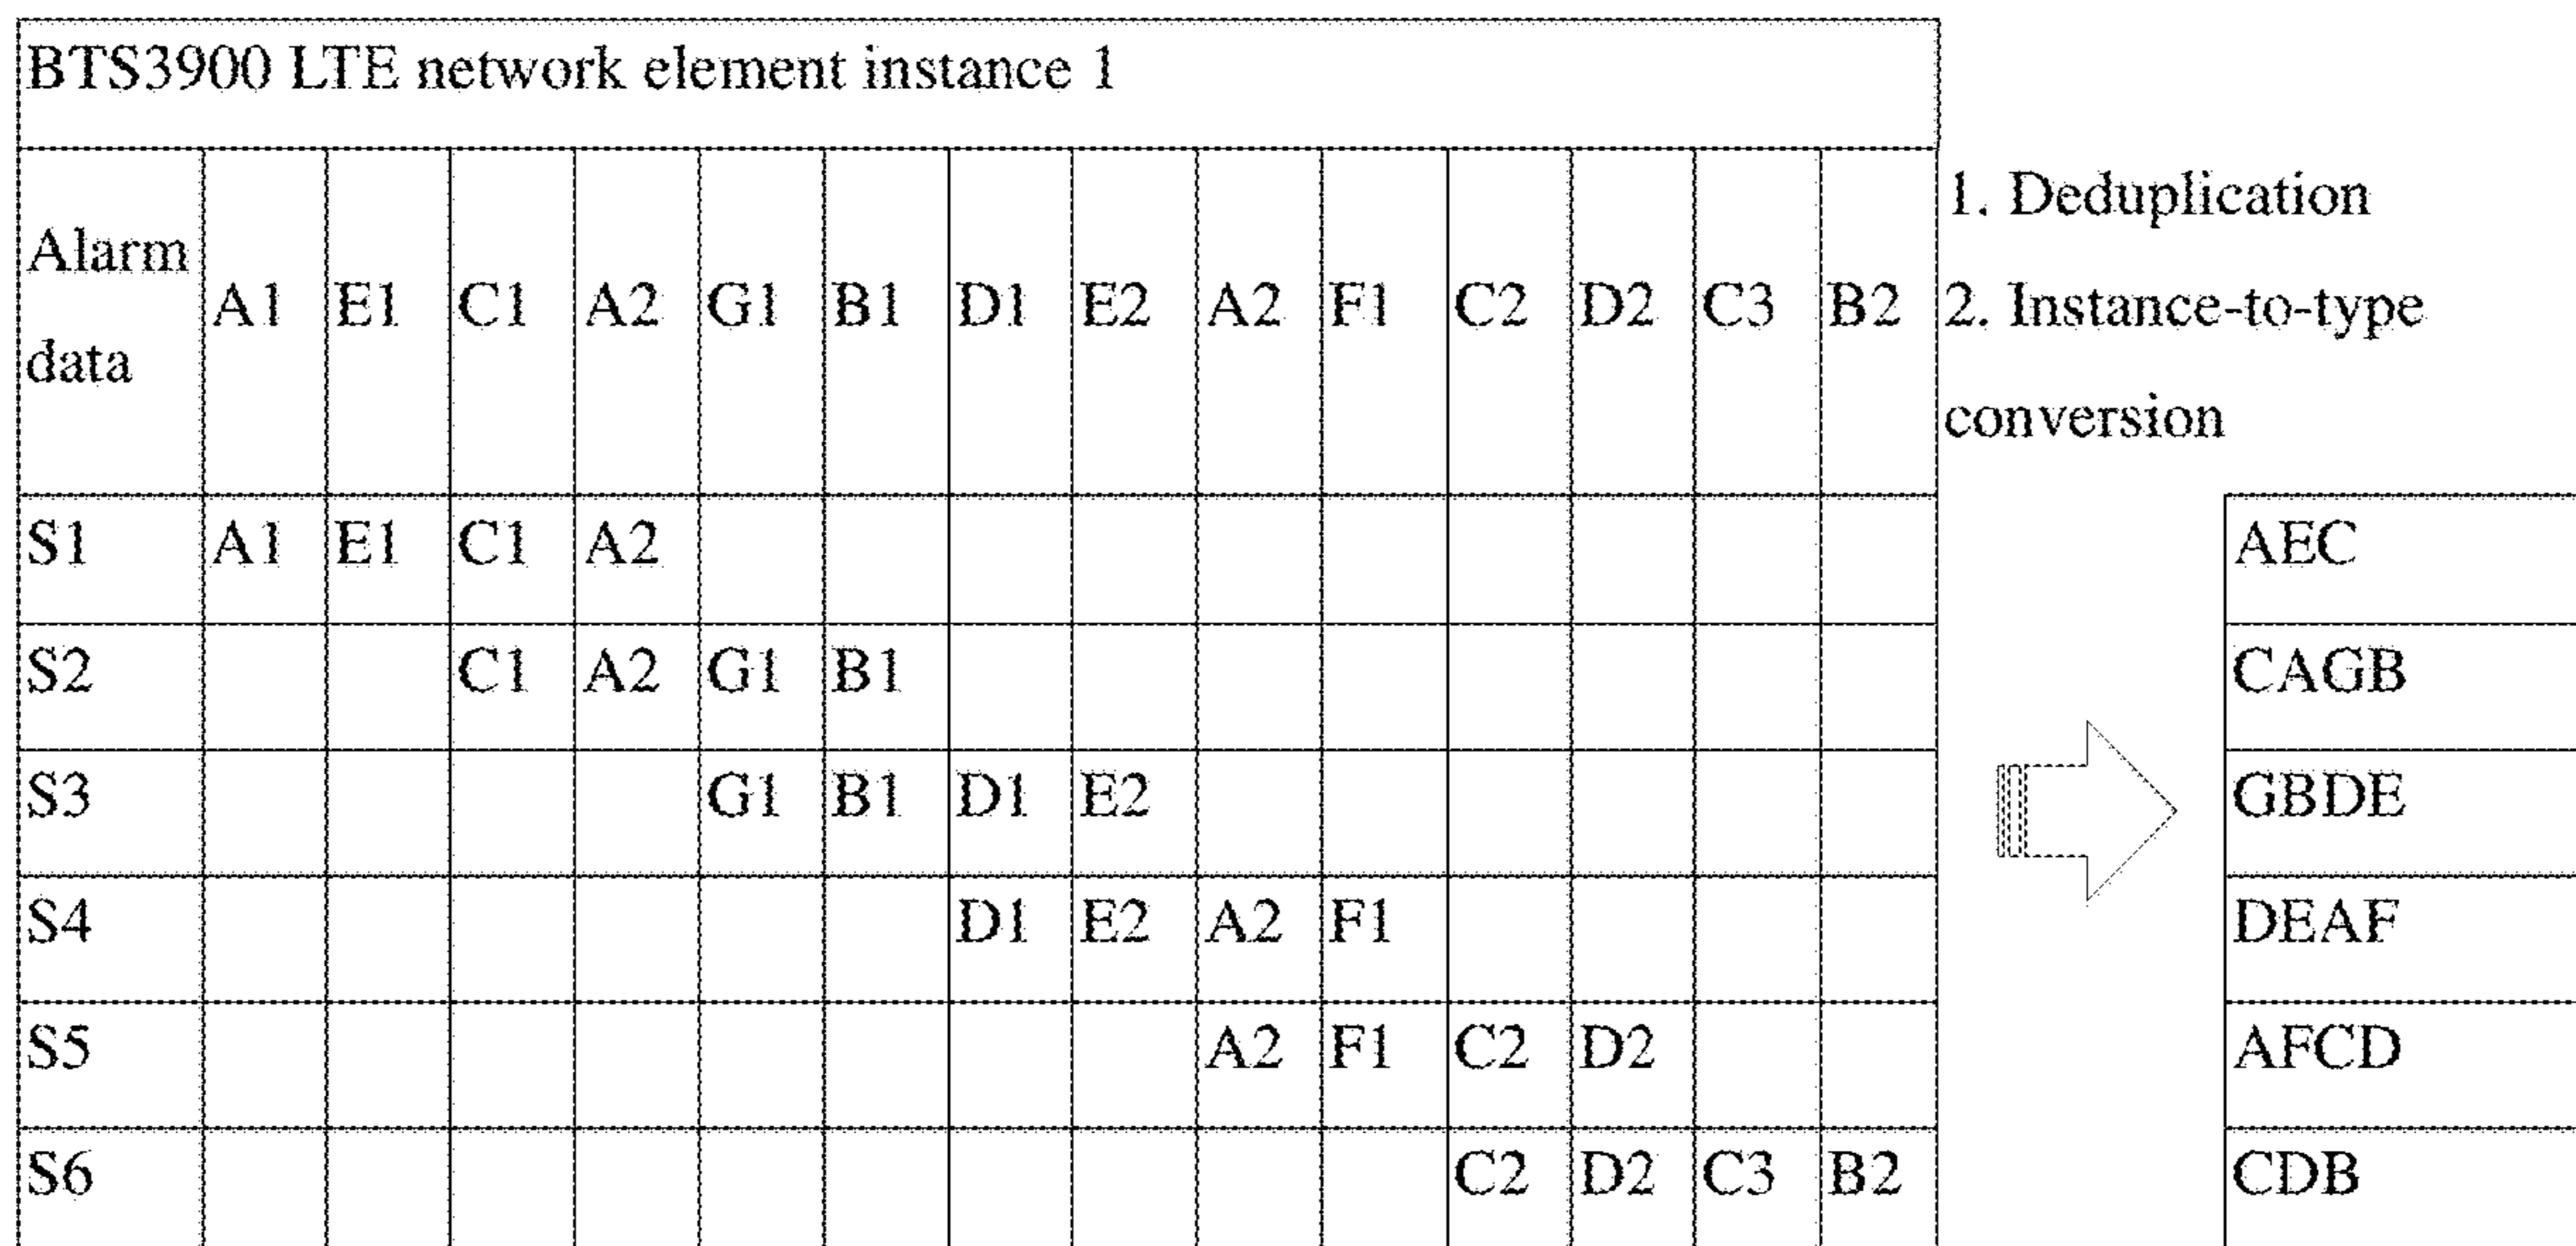 BTS3900 LTE network element instance 1
Alarm data A1 E1 C1 A2 G1 B1 D1 E2 A2 F1 C2 D2 C3 B2
1. Deduplication
2. Instance-to-type
conversion
S1 A1 E1 C1 A2 AEC
S2 C1 A2 G1 B1 CAGB
S3 G1 B1 D1 E2 GBDE
S4 D1 E2 A2 F1 DEAF
S5 A2 F1 C2 D2 AFCD
S6 C2 D2 C3 B2 CDB